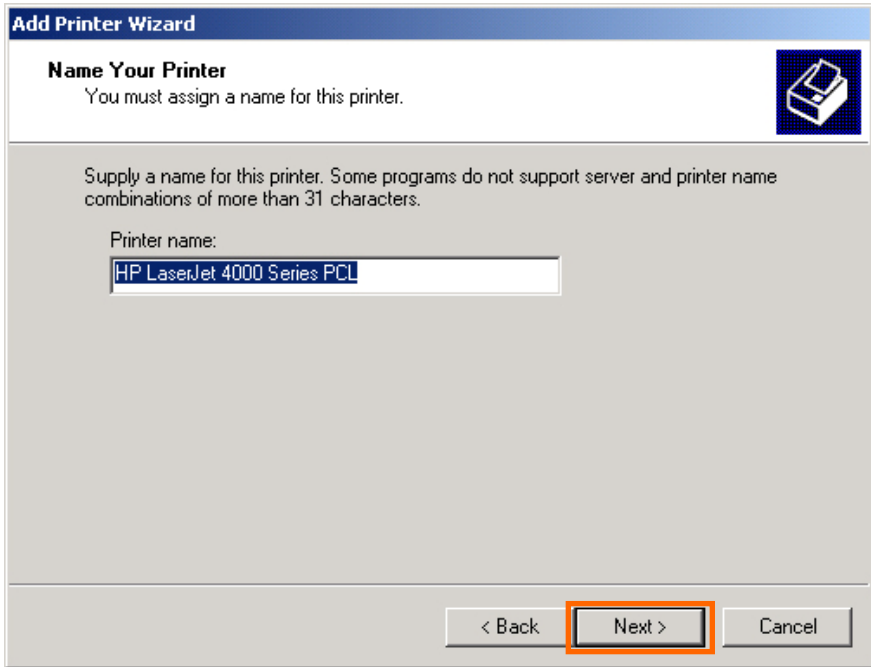 Add Printer Wizard
Name Your Printer
You must assign a name for this printer.
Supply a name for this printer. Some programs do not support server and printer name
combinations of more than 31 characters.
Printer name:
HP LaserJet 4000 Series PCL
< Back Next > Cancel